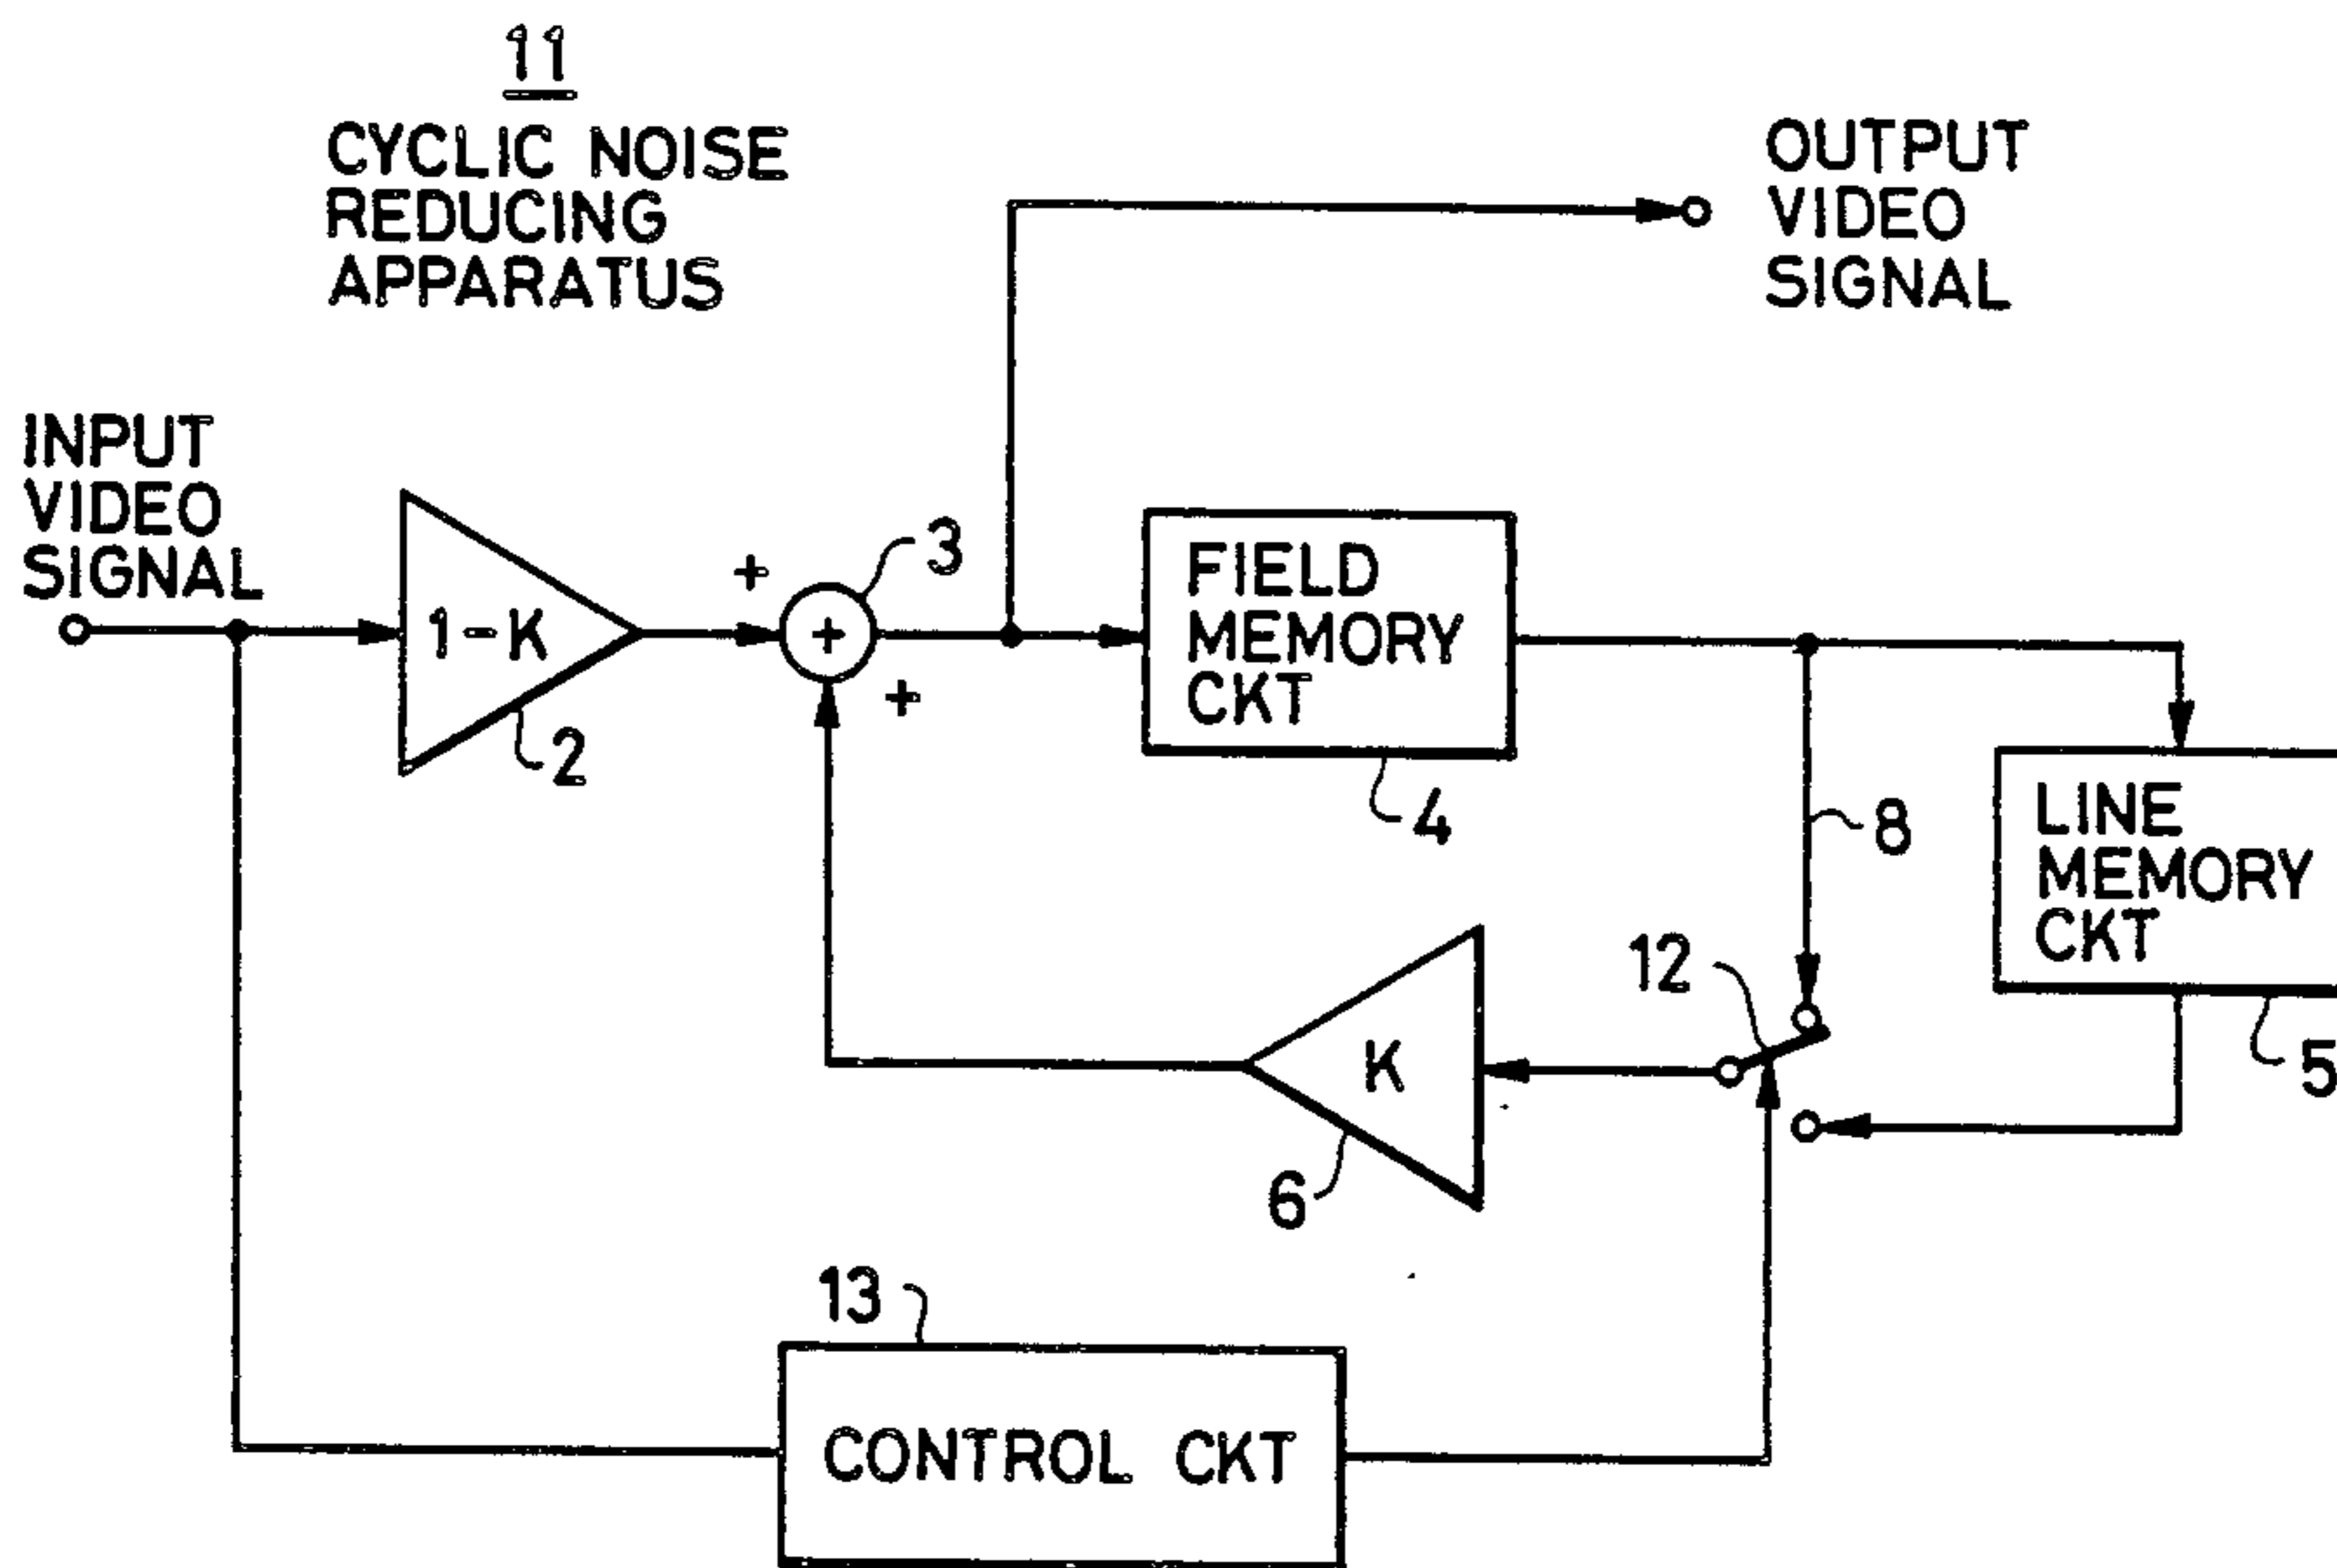 11
CYCLIC NOISE
REDUCING
APPARATUS
OUTPUT
VIDEO
SIGNAL
INPUT
VIDEO
SIGNAL
1-K
2
+
+
+
3
FIELD
MEMORY
CKT
4
8
LINE
MEMORY
CKT
5
12
K
6
13
CONTROL CKT